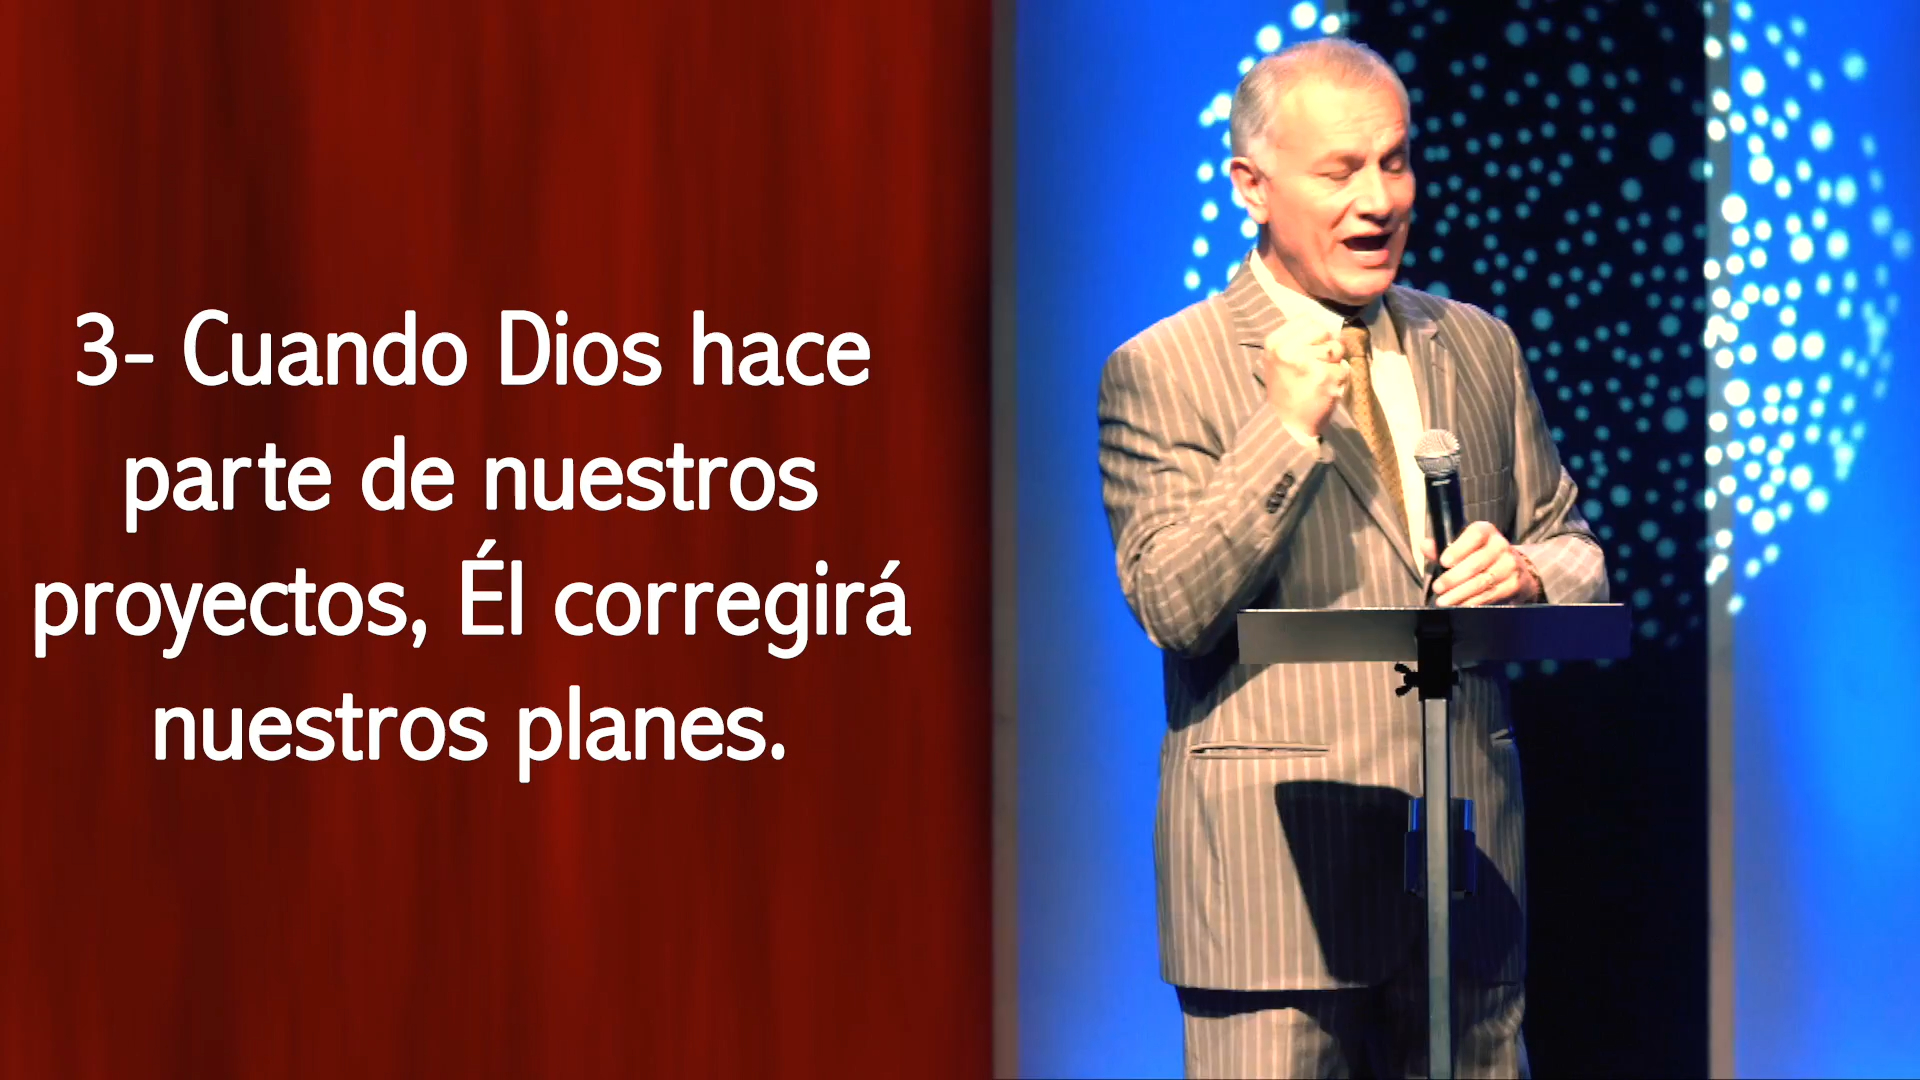 3- Cuando Dios hace
parte de nuestros
proyectos, Él corregirá
nuestros planes.